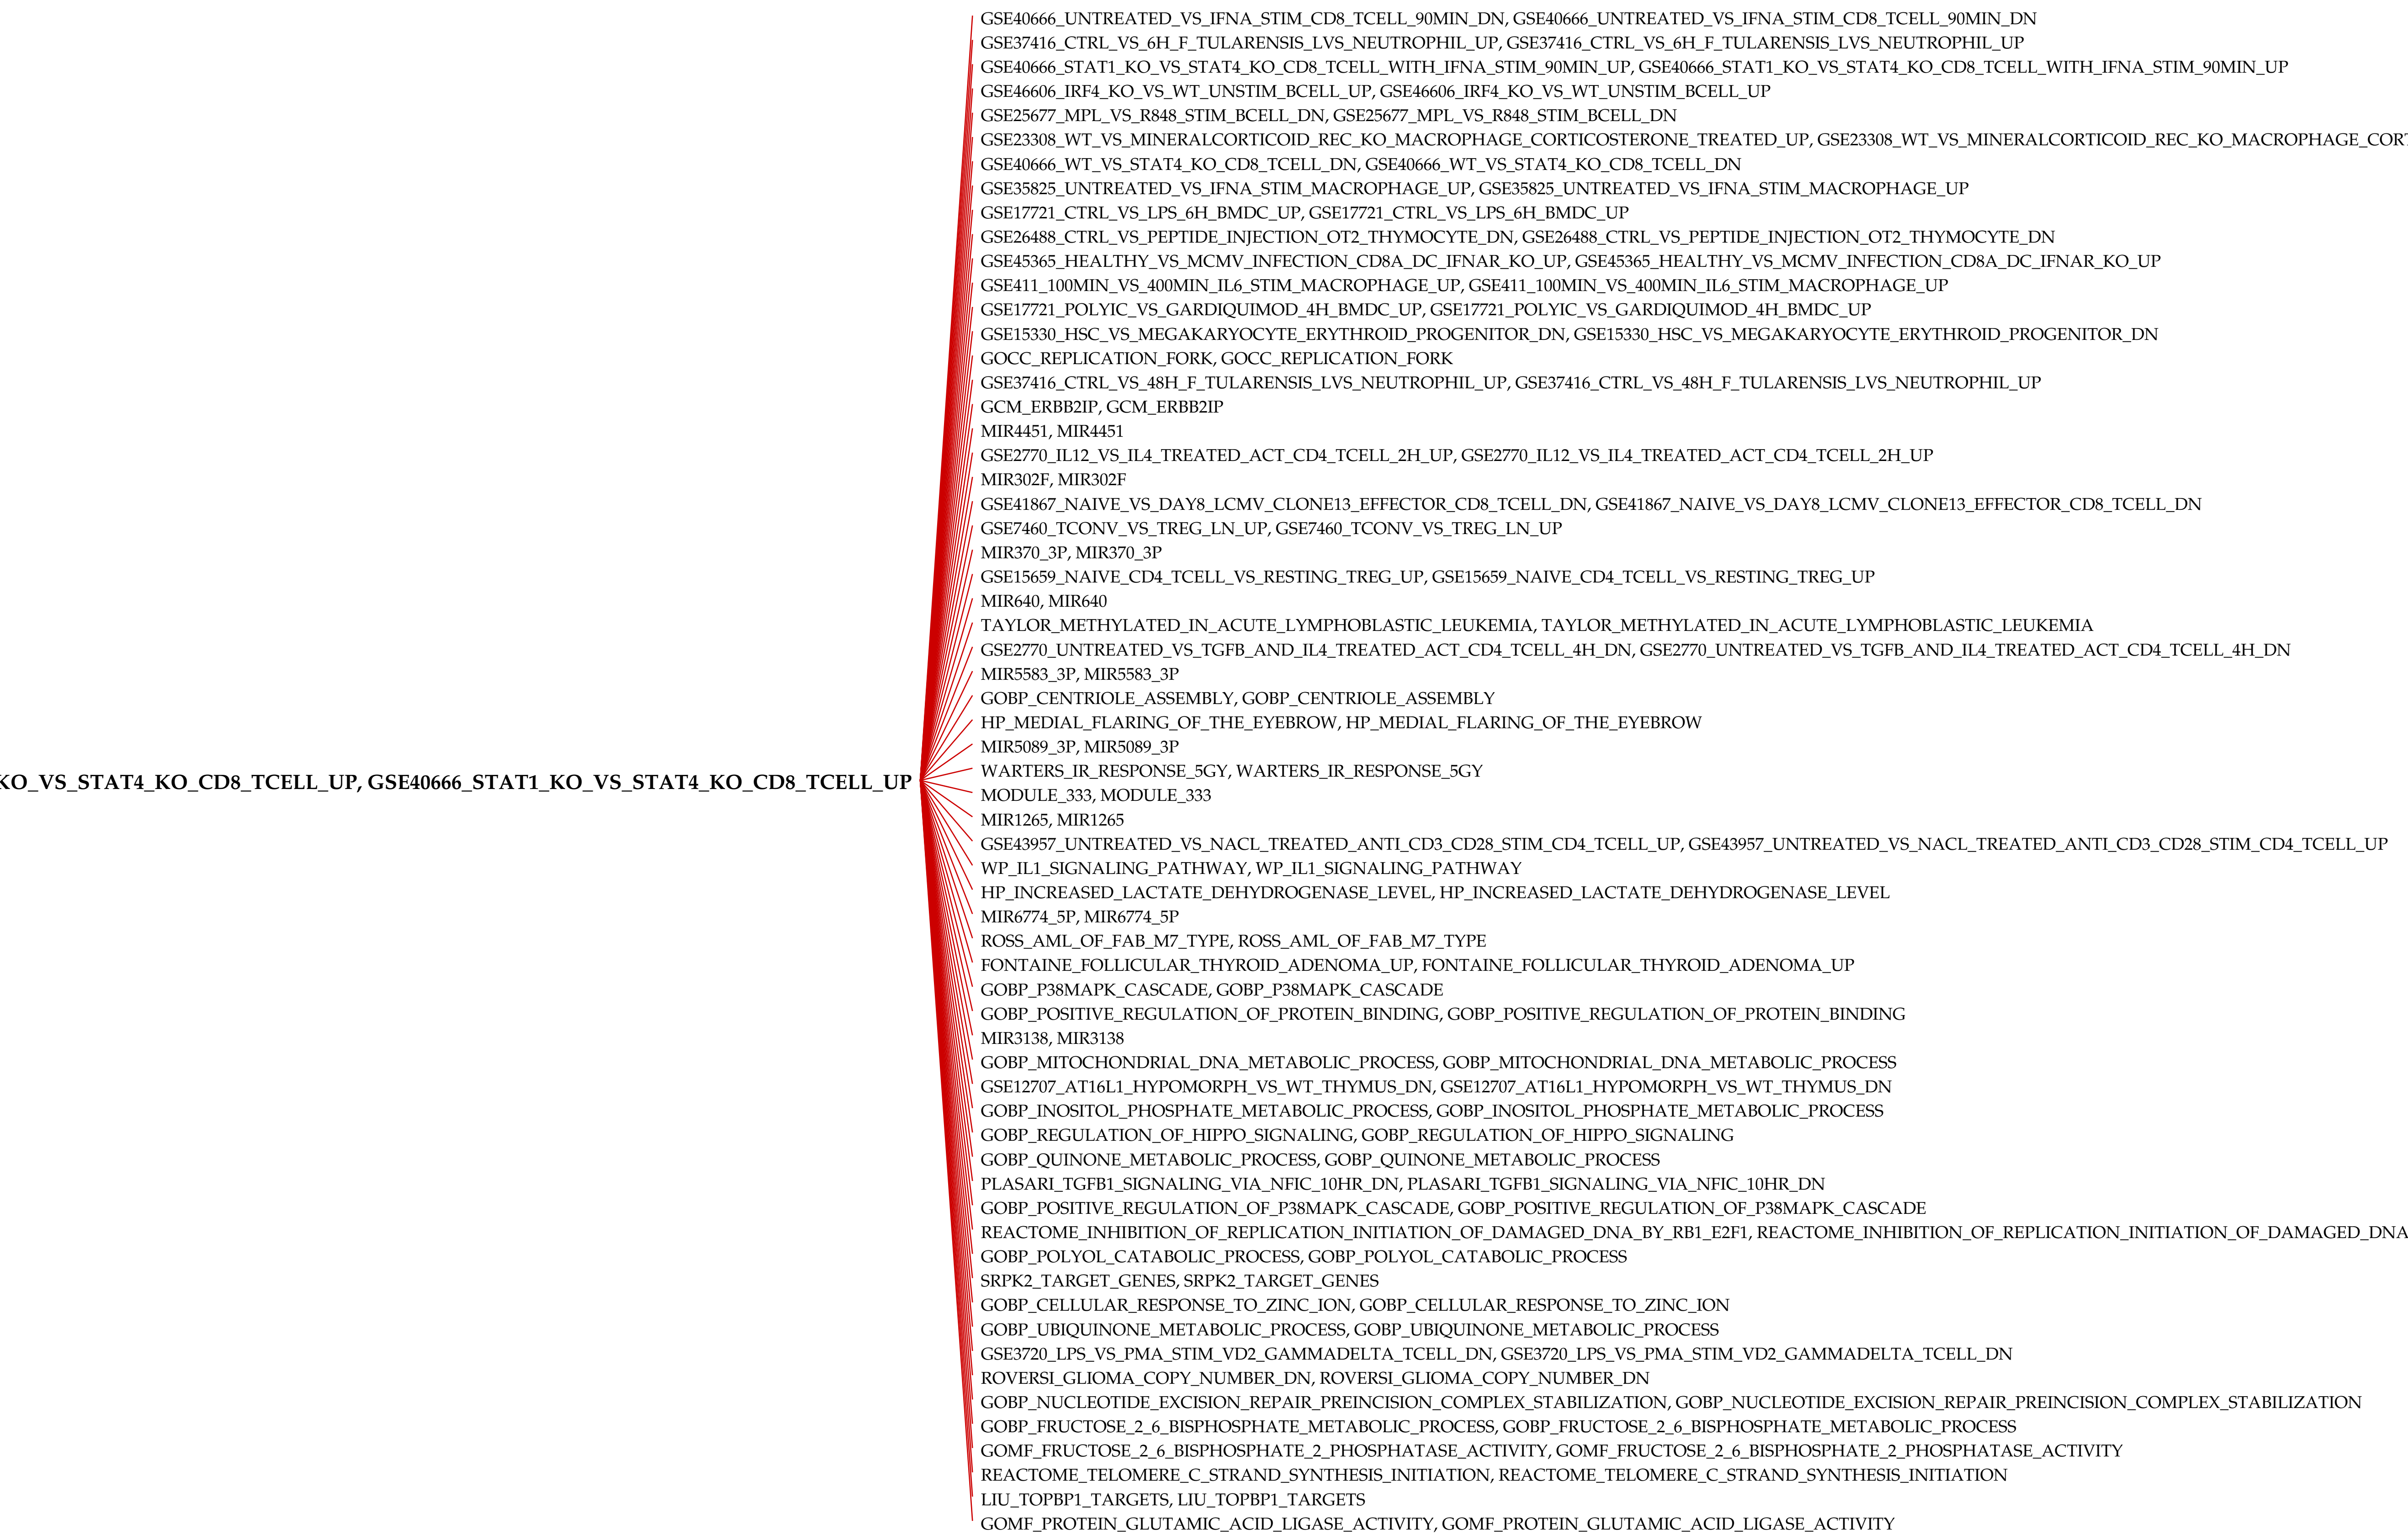 GSE40666_UNTREATED_VS_IFNA_STIM_CD8_TCELL_90MIN_DN, GSE40666_UNTREATED_VS_IFNA_STIM_CD8_TCELL_90MIN_DN
GSE37416_CTRL_VS_6H_F_TULARENSIS_LVS_NEUTROPHIL_UP, GSE37416_CTRL_VS_6H_F_TULARENSIS_LVS_NEUTROPHIL_UP
GSE40666_STAT1_KO_VS_STAT4_KO_CD8_TCELL_WITH_IFNA_STIM_90MIN_UP, GSE40666_STAT1_KO_VS_STAT4_KO_CD8_TCELL_WITH_IFNA_STIM_90MIN_UP
GSE46606_IRF4_KO_VS_WT_UNSTIM_BCELL_UP, GSE46606_IRF4_KO_VS_WT_UNSTIM_BCELL_UP
GSE25677_MPL_VS_R848_STIM_BCELL_DN, GSE25677_MPL_VS_R848_STIM_BCELL_DN
GSE23308_WT_VS_MINERALCORTICOID_REC_KO_MACROPHAGE_CORTICOSTERONE_TREATED_UP, GSE23308_WT_VS_MINERALCORTICOID_REC_KO_MACROPHAGE_COR
GSE40666_WT_VS_STAT4_KO_CD8_TCELL_DN, GSE40666_WT_VS_STAT4_KO_CD8_TCELL_DN
GSE35825_UNTREATED_VS_IFNA_STIM_MACROPHAGE_UP, GSE35825_UNTREATED_VS_IFNA_STIM_MACROPHAGE_UP
GSE17721_CTRL_VS_LPS_6H_BMDC_UP, GSE17721_CTRL_VS_LPS_6H_BMDC_UP
GSE26488_CTRL_VS_PEPTIDE_INJECTION_OT2_THYMOCYTE_DN, GSE26488_CTRL_VS_PEPTIDE_INJECTION_OT2_THYMOCYTE_DN
GSE45365_HEALTHY_VS_MCMV_INFECTION_CD8A_DC_IFNAR_KO_UP, GSE45365_HEALTHY_VS_MCMV_INFECTION_CD8A_DC_IFNAR_KO_UP
GSE411_100MIN_VS_400MIN_IL6_STIM_MACROPHAGE_UP, GSE411_100MIN_VS_400MIN_IL6_STIM_MACROPHAGE_UP
GSE17721_POLYIC_VS_GARDIQUIMOD_4H_BMDC_UP, GSE17721_POLYIC_VS_GARDIQUIMOD_4H_BMDC_UP
GSE15330_HSC_VS_MEGAKARYOCYTE_ERYTHROID_PROGENITOR_DN, GSE15330_HSC_VS_MEGAKARYOCYTE_ERYTHROID_PROGENITOR_DN
GOCC_REPLICATION_FORK, GOCC_REPLICATION_FORK
GSE37416_CTRL_VS_48H_F_TULARENSIS_LVS_NEUTROPHIL_UP, GSE37416_CTRL_VS_48H_F_TULARENSIS_LVS_NEUTROPHIL_UP
GCM_ERBB2IP, GCM_ERBB2IP
MIR4451, MIR4451
GSE2770_IL12_VS_IL4_TREATED_ACT_CD4_TCELL_2H_UP, GSE2770_IL12_VS_IL4_TREATED_ACT_CD4_TCELL_2H_UP
MIR302F, MIR302F
GSE41867_NAIVE_VS_DAY8_LCMV_CLONE13_EFFECTOR_CD8_TCELL_DN, GSE41867_NAIVE_VS_DAY8_LCMV_CLONE13_EFFECTOR_CD8_TCELL_DN
GSE7460_TCONV_VS_TREG_LN_UP, GSE7460_TCONV_VS_TREG_LN_UP
MIR370_3P, MIR370_3P
GSE15659_NAIVE_CD4_TCELL_VS_RESTING_TREG_UP, GSE15659_NAIVE_CD4_TCELL_VS_RESTING_TREG_UP
MIR640, MIR640
TAYLOR_METHYLATED_IN_ACUTE_LYMPHOBLASTIC_LEUKEMIA, TAYLOR_METHYLATED_IN_ACUTE_LYMPHOBLASTIC_LEUKEMIA
GSE2770_UNTREATED_VS_TGFB_AND_IL4_TREATED_ACT_CD4_TCELL_4H_DN, GSE2770_UNTREATED_VS_TGFB_AND_IL4_TREATED_ACT_CD4_TCELL_4H_DN
MIR5583_3P, MIR5583_3P
GOBP_CENTRIOLE_ASSEMBLY, GOBP_CENTRIOLE_ASSEMBLY
HP_MEDIAL_FLARING_OF_THE_EYEBROW, HP_MEDIAL_FLARING_OF_THE_EYEBROW
MIR5089_3P, MIR5089_3P
WARTERS_IR_RESPONSE_5GY, WARTERS_IR_RESPONSE_5GY
KO_VS_STAT4_KO_CD8_TCELL_UP, GSE40666_STAT1_KO_VS_STAT4_KO_CD8_TCELL_UP
MODULE_333, MODULE_333
MIR1265, MIR1265
GSE43957_UNTREATED_VS_NACL_TREATED_ANTI_CD3_CD28_STIM_CD4_TCELL_UP, GSE43957_UNTREATED_VS_NACL_TREATED_ANTI_CD3_CD28_STIM_CD4_TCELL_UP
WP_IL1_SIGNALING_PATHWAY, WP_IL1_SIGNALING_PATHWAY
HP_INCREASED_LACTATE_DEHYDROGENASE_LEVEL, HP_INCREASED_LACTATE_DEHYDROGENASE_LEVEL
MIR6774_5P, MIR6774_5P
ROSS_AML_OF_FAB_M7_TYPE, ROSS_AML_OF_FAB_M7_TYPE
FONTAINE_FOLLICULAR_THYROID_ADENOMA_UP, FONTAINE_FOLLICULAR_THYROID_ADENOMA_UP
GOBP_P38MAPK_CASCADE, GOBP_P38MAPK_CASCADE
GOBP_POSITIVE_REGULATION_OF_PROTEIN_BINDING, GOBP_POSITIVE_REGULATION_OF_PROTEIN_BINDING
MIR3138, MIR3138
GOBP_MITOCHONDRIAL_DNA_METABOLIC_PROCESS, GOBP_MITOCHONDRIAL_DNA_METABOLIC_PROCESS
GSE12707_AT16L1_HYPOMORPH_VS_WT_THYMUS_DN, GSE12707_AT16L1_HYPOMORPH_VS_WT_THYMUS_DN
GOBP_INOSITOL_PHOSPHATE_METABOLIC_PROCESS, GOBP_INOSITOL_PHOSPHATE_METABOLIC_PROCESS
GOBP_REGULATION_OF_HIPPO_SIGNALING, GOBP_REGULATION_OF_HIPPO_SIGNALING
GOBP_QUINONE_METABOLIC_PROCESS, GOBP_QUINONE_METABOLIC_PROCESS
PLASARI_TGFB1_SIGNALING_VIA_NFIC_10HR_DN, PLASARI_TGFB1_SIGNALING_VIA_NFIC_10HR_DN
GOBP_POSITIVE_REGULATION_OF_P38MAPK_CASCADE, GOBP_POSITIVE_REGULATION_OF_P38MAPK_CASCADE
REACTOME_INHIBITION_OF_REPLICATION_INITIATION_OF_DAMAGED_DNA_BY_RB1_E2F1, REACTOME_INHIBITION_OF_REPLICATION_INITIATION_OF_DAMAGED_DNA
GOBP_POLYOL_CATABOLIC_PROCESS, GOBP_POLYOL_CATABOLIC_PROCESS
SRPK2_TARGET_GENES, SRPK2_TARGET_GENES
GOBP_CELLULAR_RESPONSE_TO_ZINC_ION, GOBP_CELLULAR_RESPONSE_TO_ZINC_ION
GOBP_UBIQUINONE_METABOLIC_PROCESS, GOBP_UBIQUINONE_METABOLIC_PROCESS
GSE3720_LPS_VS_PMA_STIM_VD2_GAMMADELTA_TCELL_DN, GSE3720_LPS_VS_PMA_STIM_VD2_GAMMADELTA_TCELL_DN
ROVERSI_GLIOMA_COPY_NUMBER_DN, ROVERSI_GLIOMA_COPY_NUMBER_DN
GOBP_NUCLEOTIDE_EXCISION_REPAIR_PREINCISION_COMPLEX_STABILIZATION, GOBP_NUCLEOTIDE_EXCISION_REPAIR_PREINCISION_COMPLEX_STABILIZATION
GOBP_FRUCTOSE_2_6_BISPHOSPHATE_METABOLIC_PROCESS, GOBP_FRUCTOSE_2_6_BISPHOSPHATE_METABOLIC_PROCESS
GOMF_FRUCTOSE_2_6_BISPHOSPHATE_2_PHOSPHATASE_ACTIVITY, GOMF_FRUCTOSE_2_6_BISPHOSPHATE_2_PHOSPHATASE_ACTIVITY
REACTOME_TELOMERE_C_STRAND_SYNTHESIS_INITIATION, REACTOME_TELOMERE_C_STRAND_SYNTHESIS_INITIATION
LIU_TOPBP1_TARGETS, LIU_TOPBP1_TARGETS
GOMF_PROTEIN_GLUTAMIC_ACID_LIGASE_ACTIVITY, GOMF_PROTEIN_GLUTAMIC_ACID_LIGASE_ACTIVITY